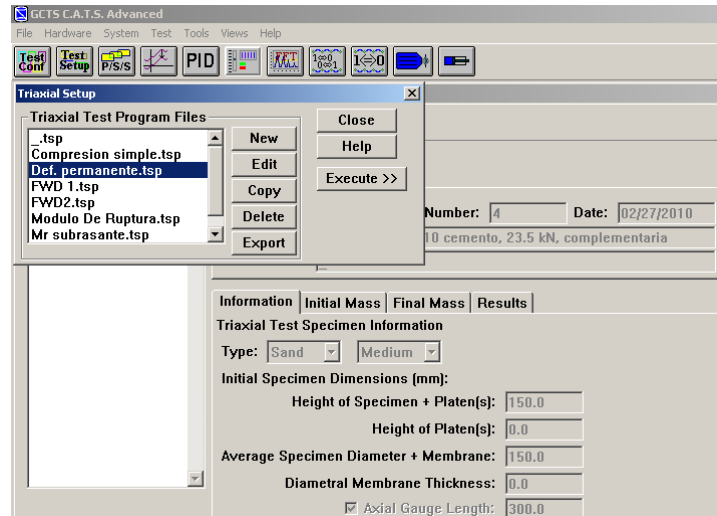 GCTS C.A.T.S. Advanced
File Hardware System Test Tools Views Help
Test Conf Test Setup P/S/S PID FFT 1∞0 0∞1 1⇔0
Triaxial Setup
Triaxial Test Program Files
_.tsp
Compresion simple.tsp
Def. permanente.tsp
FWD 1.tsp
FWD2.tsp
Modulo De Ruptura.tsp
Mr subrasante.tsp
New
Edit
Copy
Delete
Export
Close
Help
Execute >>
Number: 4 Date: 02/27/2010
10 cemento, 23.5 kN, complementaria
Information Initial Mass Final Mass Results
Triaxial Test Specimen Information
Type: Sand Medium
Initial Specimen Dimensions (mm):
Height of Specimen + Platen(s): 150.0
Height of Platen(s): 0.0
Average Specimen Diameter + Membrane: 150.0
Diametral Membrane Thickness: 0.0
Axial Gauge Length: 300.0